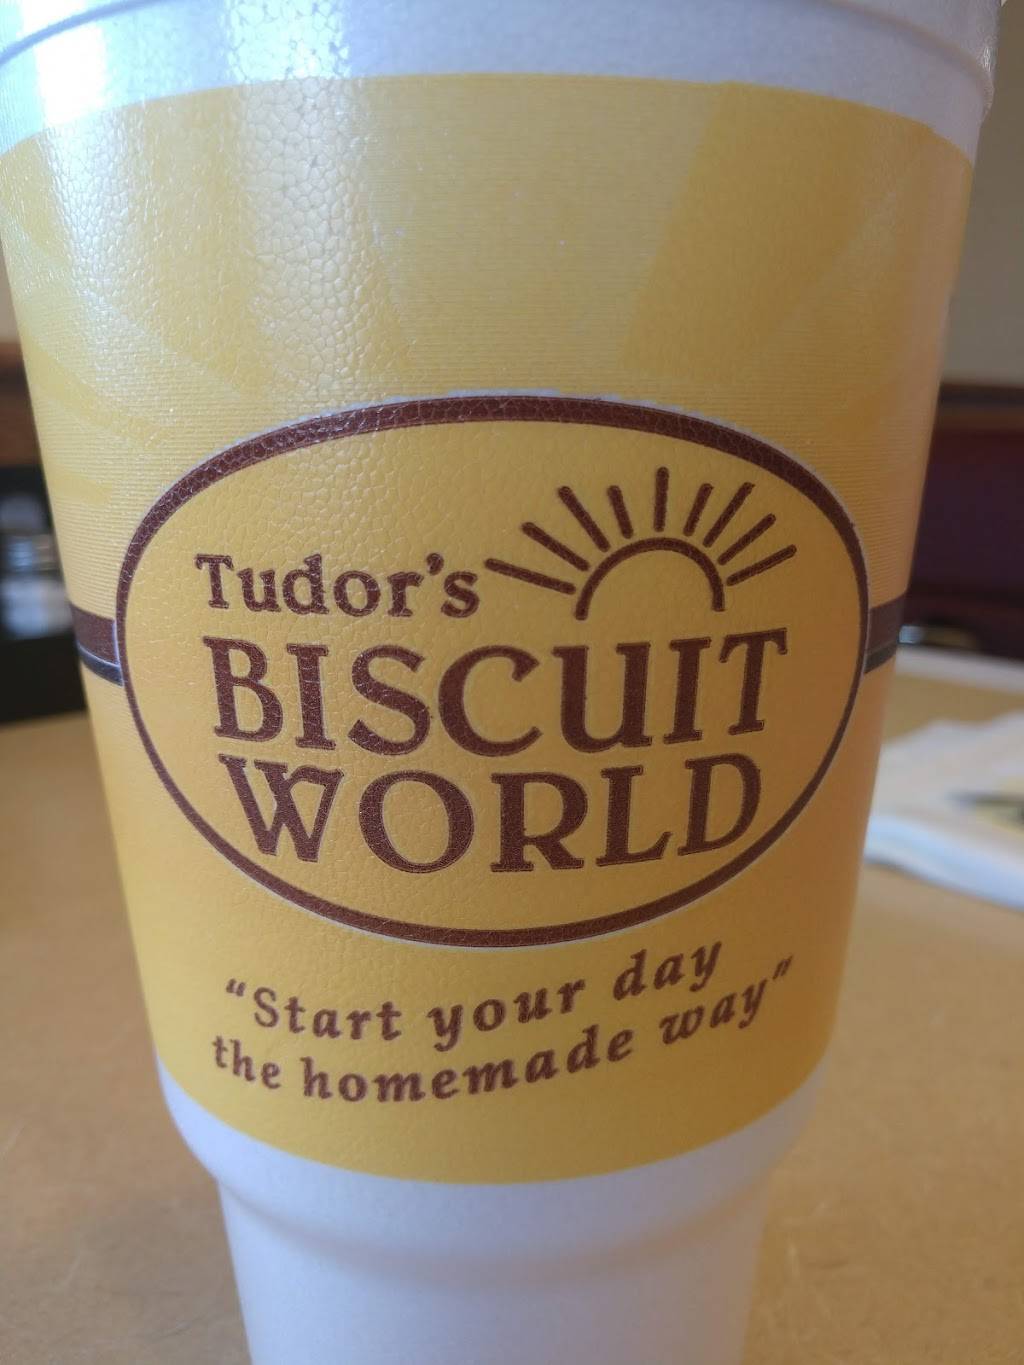 Tudor's
BISCUIT
WORLD
"Start your day
the homemade way"